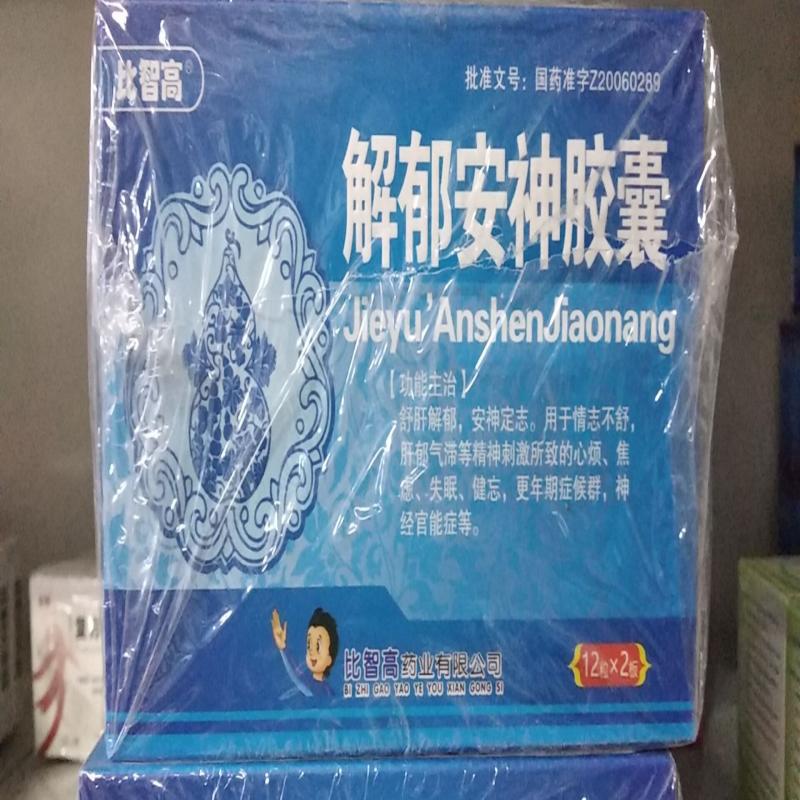 比智高®
批准文号：国药准字Z20060289
解郁安神胶囊
Jieyu'AnshenJiaonang
【功能主治】
舒肝解郁，安神定志。用于情志不舒，
肝郁气滞等精神刺激所致的心烦、焦
虑、失眠、健忘，更年期症候群，神
经官能症等。
比智高药业有限公司
BI ZHI GAO YAO YE YOU XIAN GONG SI
12粒×2板